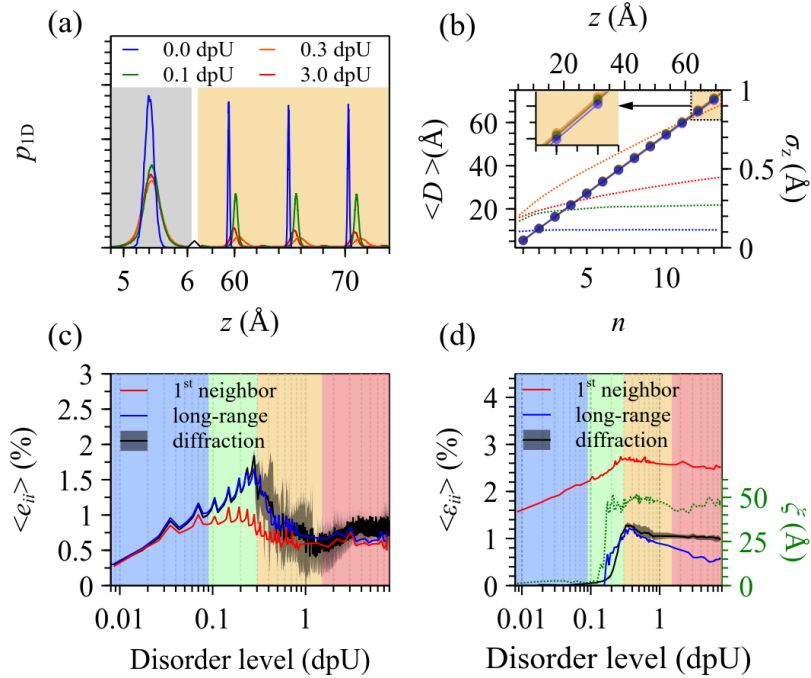 (a)
0.0 dpU 0.3 dpU
0.1 dpU 3.0 dpU
p1D
5 6 60 70
z (Å)
(b)
z (Å)
20 40 60
<D>(Å)
60
40
20
1
0.5
0
σz (Å)
5 10
n
(c)
<eii> (%)
3
2.5
2
1.5
1
0.5
0
1st neighbor
long-range
diffraction
0.01 0.1 1
Disorder level (dpU)
(d)
<εii> (%)
4
3
2
1
0
1st neighbor
long-range
diffraction
50
25
0
ξ (Å)
0.01 0.1 1
Disorder level (dpU)